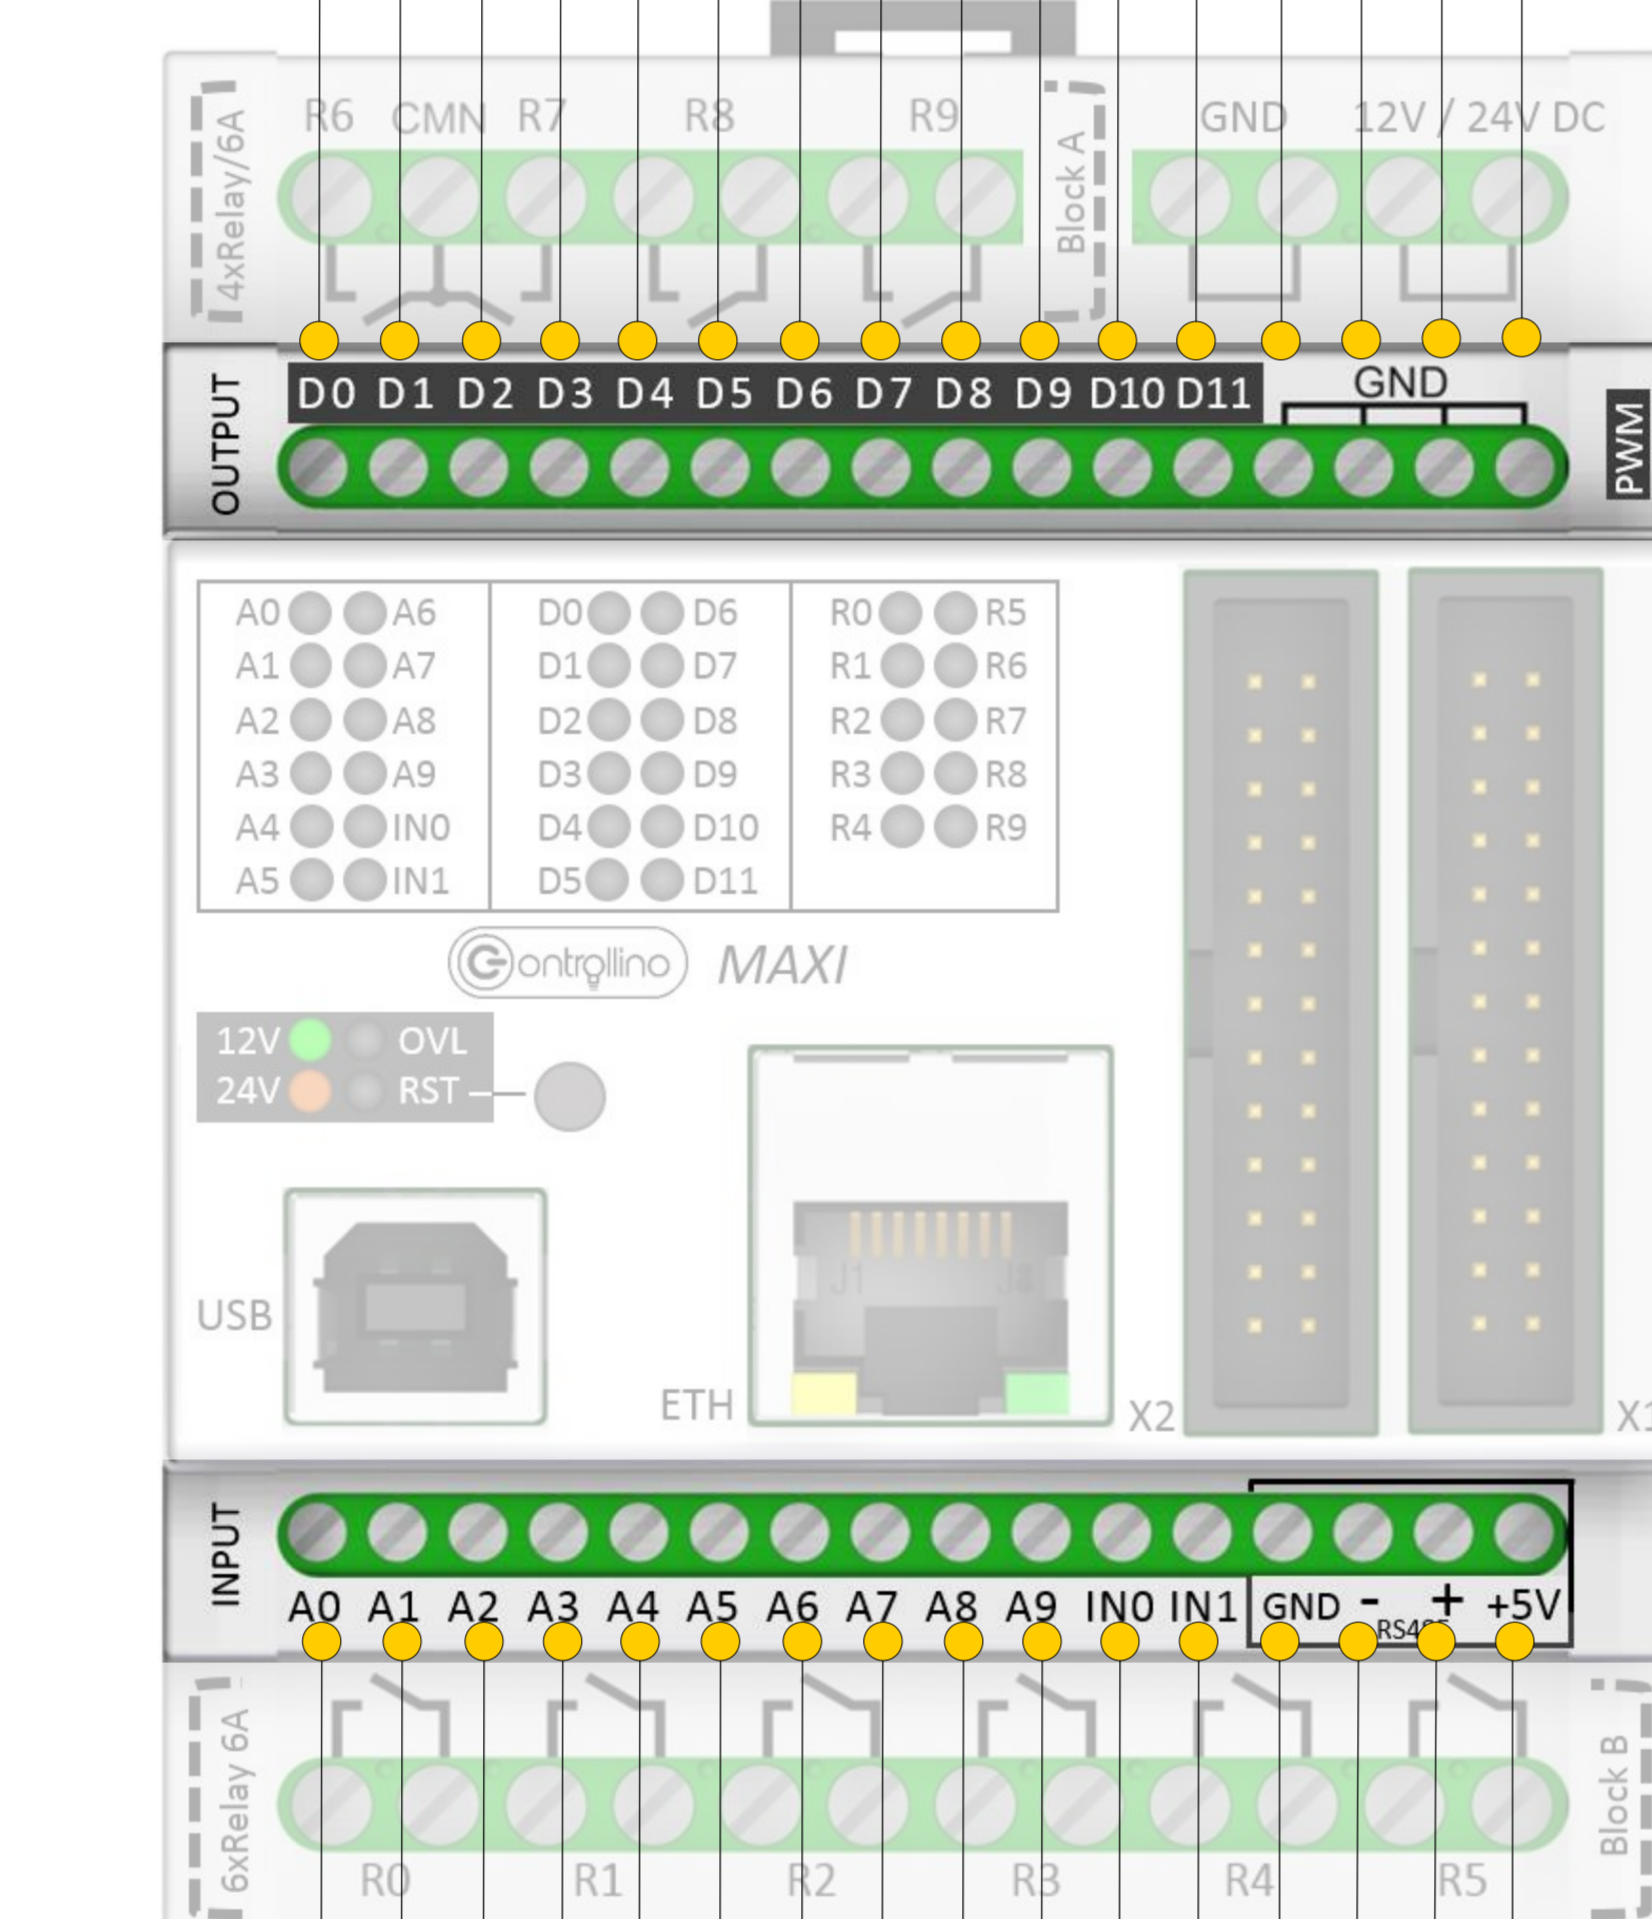 R6 CMN R7 R8 R9
GND 12V / 24V DC
4xRelay/6A
Block A
D0 D1 D2 D3 D4 D5 D6 D7 D8 D9 D10 D11
GND
OUTPUT
PWM
A0 A6 D0 D6 R0 R5
A1 A7 D1 D7 R1 R6
A2 A8 D2 D8 R2 R7
A3 A9 D3 D9 R3 R8
A4 IN0 D4 D10 R4 R9
A5 IN1 D5 D11
Controllino MAXI
12V OVL
24V RST
J1 J8
USB
ETH
X2
X1
INPUT
A0 A1 A2 A3 A4 A5 A6 A7 A8 A9 IN0 IN1 GND - + +5V
RS485
6xRelay 6A
Block B
R0 R1 R2 R3 R4 R5